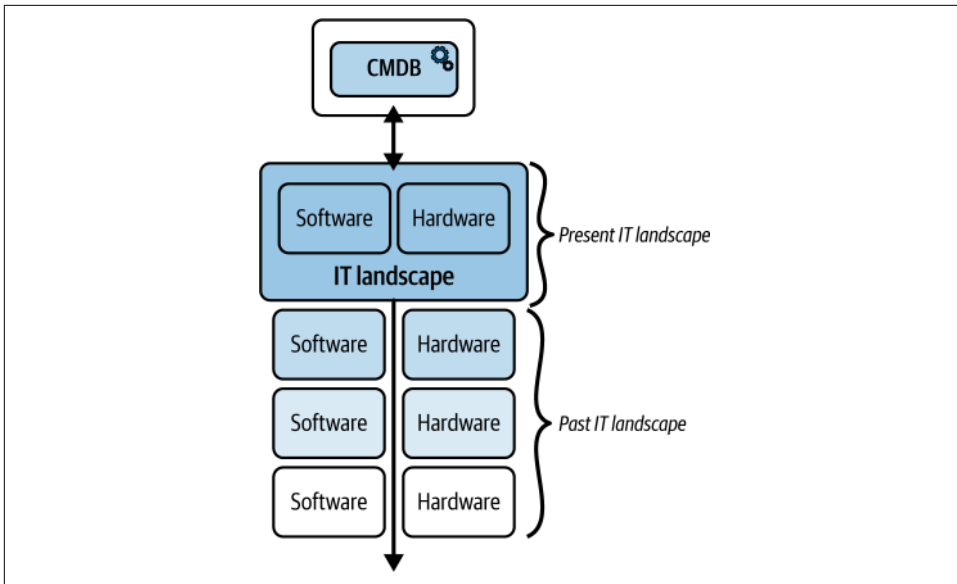 CMDB
Software
Hardware
Present IT landscape
IT landscape
Software
Hardware
Software
Hardware
Past IT landscape
Software
Hardware